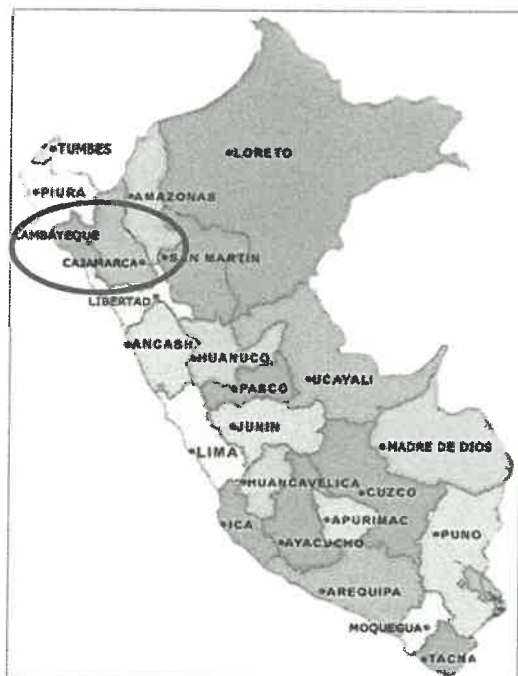 TUMBES
LORETO
PIURA
AMAZONAS
LAMBAYEQUE
CAJAMARCA
SAN MARTIN
LIBERTAD
ANCASH
HUANUCO
PASCO
UCAYALI
JUNIN
LIMA
MADRE DE DIOS
HUANCAVELICA
CUZCO
ICA
APURIMAC
PUNO
AYACUCHO
AREQUIPA
MOQUEGUA
TACNA